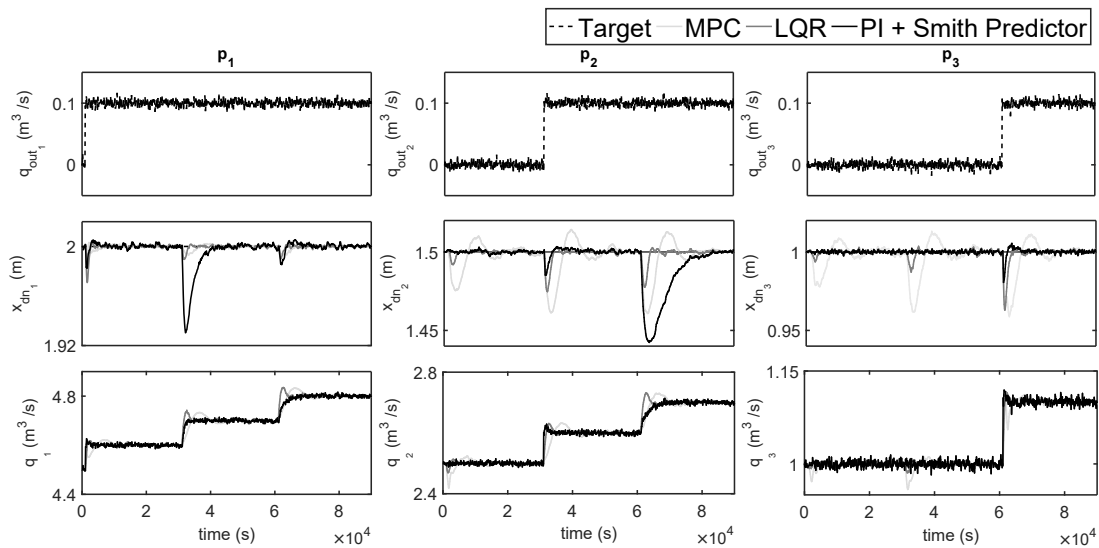 Target MPC LQR PI + Smith Predictor
p1 p2 p3
0.1 0.1 0.1
0 0 0
qout1 (m3/s) qout2 (m3/s) qout3 (m3/s)
2 1.5 1
1.92 1.45 0.95
xdn1 (m) xdn2 (m) xdn3 (m)
4.8 2.8 1.15
4.4 2.4 1
q1 (m3/s) q2 (m3/s) q3 (m3/s)
0 2 4 6 8 0 2 4 6 8 0 2 4 6 8
time (s) ×10^4 time (s) ×10^4 time (s) ×10^4